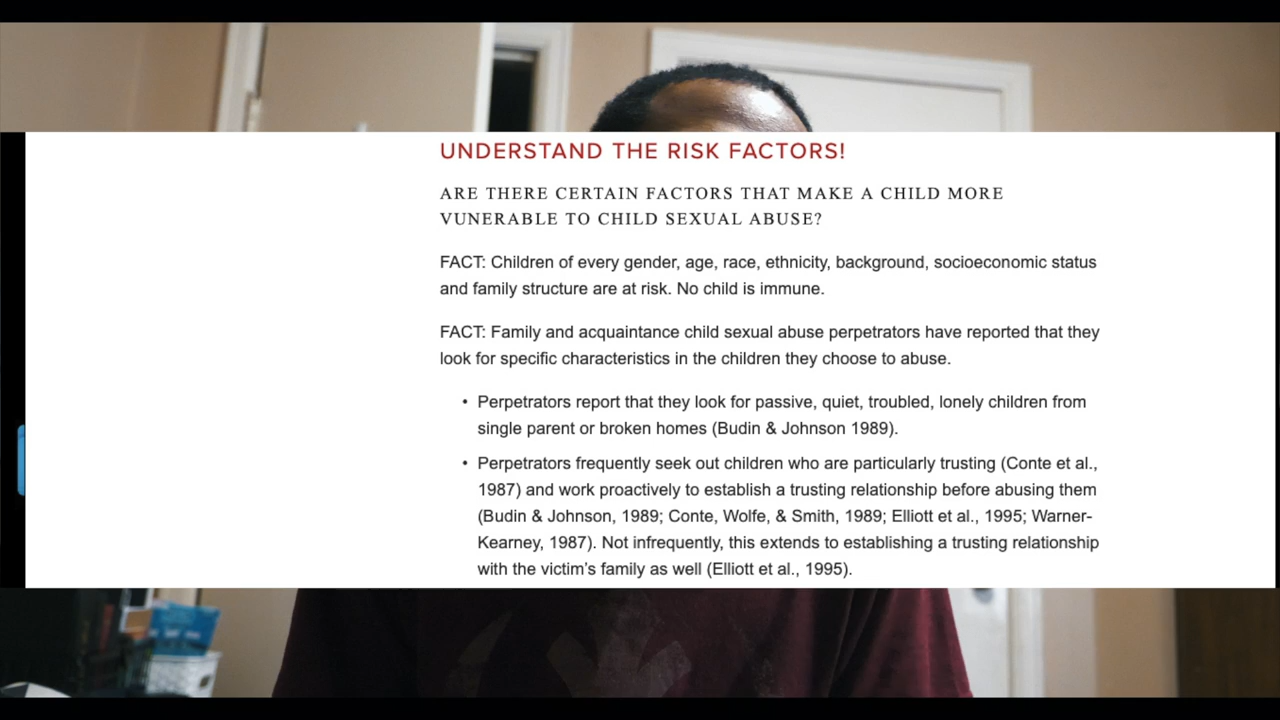 UNDERSTAND THE RISK FACTORS!
ARE THERE CERTAIN FACTORS THAT MAKE A CHILD MORE
VUNERABLE TO CHILD SEXUAL ABUSE?
FACT: Children of every gender, age, race, ethnicity, background, socioeconomic status
and family structure are at risk. No child is immune.
FACT: Family and acquaintance child sexual abuse perpetrators have reported that they
look for specific characteristics in the children they choose to abuse.
• Perpetrators report that they look for passive, quiet, troubled, lonely children from
single parent or broken homes (Budin & Johnson 1989).
• Perpetrators frequently seek out children who are particularly trusting (Conte et al.,
1987) and work proactively to establish a trusting relationship before abusing them
(Budin & Johnson, 1989; Conte, Wolfe, & Smith, 1989; Elliott et al., 1995; Warner-
Kearney, 1987). Not infrequently, this extends to establishing a trusting relationship
with the victim's family as well (Elliott et al., 1995).